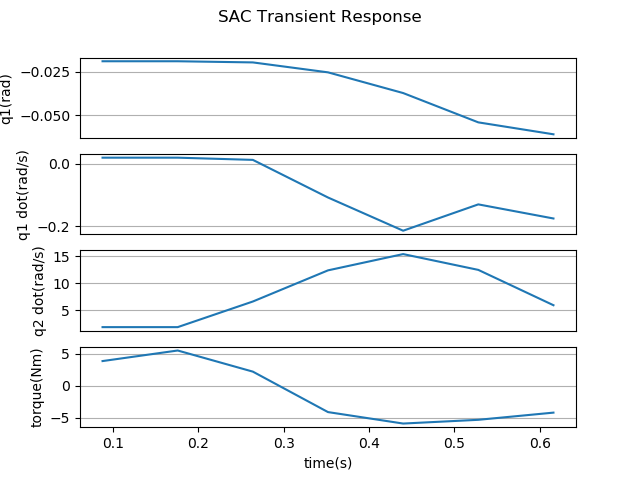 SAC Transient Response
q1(rad)
−0.025
−0.050
q1 dot(rad/s)
0.0
−0.2
q2 dot(rad/s)
15
10
5
torque(Nm)
5
0
−5
0.1 0.2 0.3 0.4 0.5 0.6
time(s)